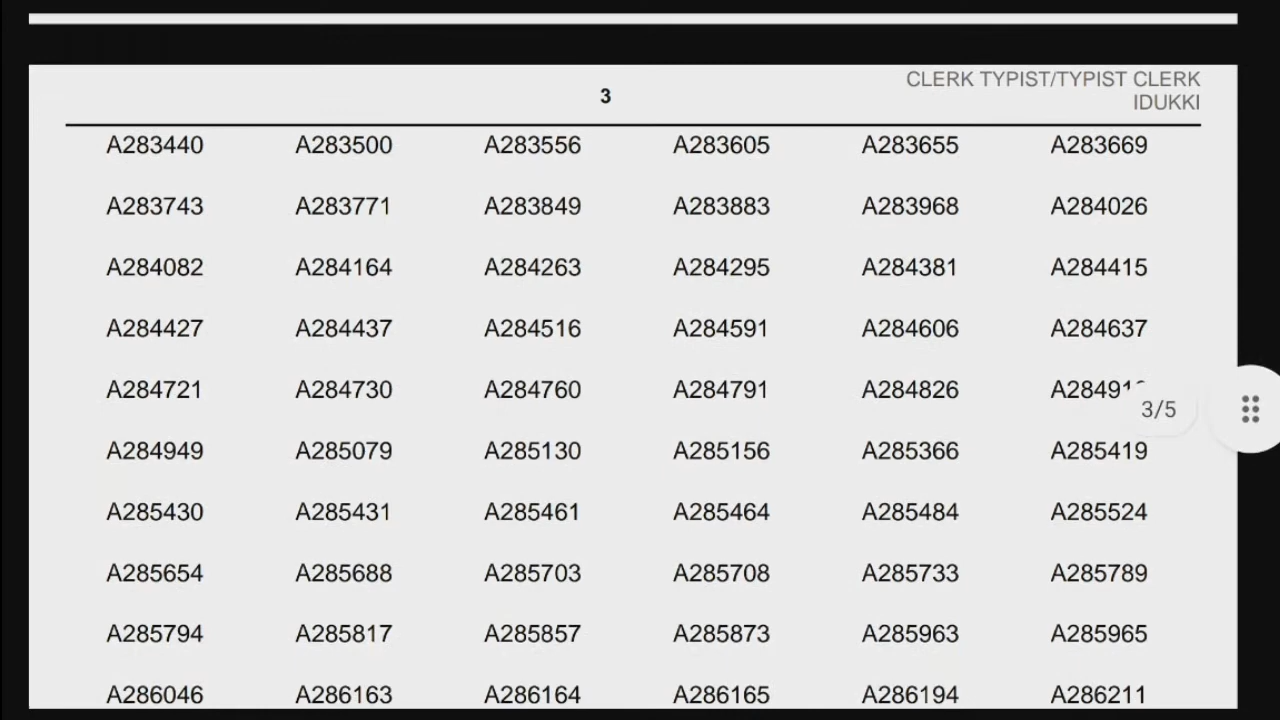 3
CLERK TYPIST/TYPIST CLERK
IDUKKI
A283440 A283500 A283556 A283605 A283655 A283669
A283743 A283771 A283849 A283883 A283968 A284026
A284082 A284164 A284263 A284295 A284381 A284415
A284427 A284437 A284516 A284591 A284606 A284637
A284721 A284730 A284760 A284791 A284826
3/5
A284949 A285079 A285130 A285156 A285366 A285419
A285430 A285431 A285461 A285464 A285484 A285524
A285654 A285688 A285703 A285708 A285733 A285789
A285794 A285817 A285857 A285873 A285963 A285965
A286046 A286163 A286164 A286165 A286194 A286211